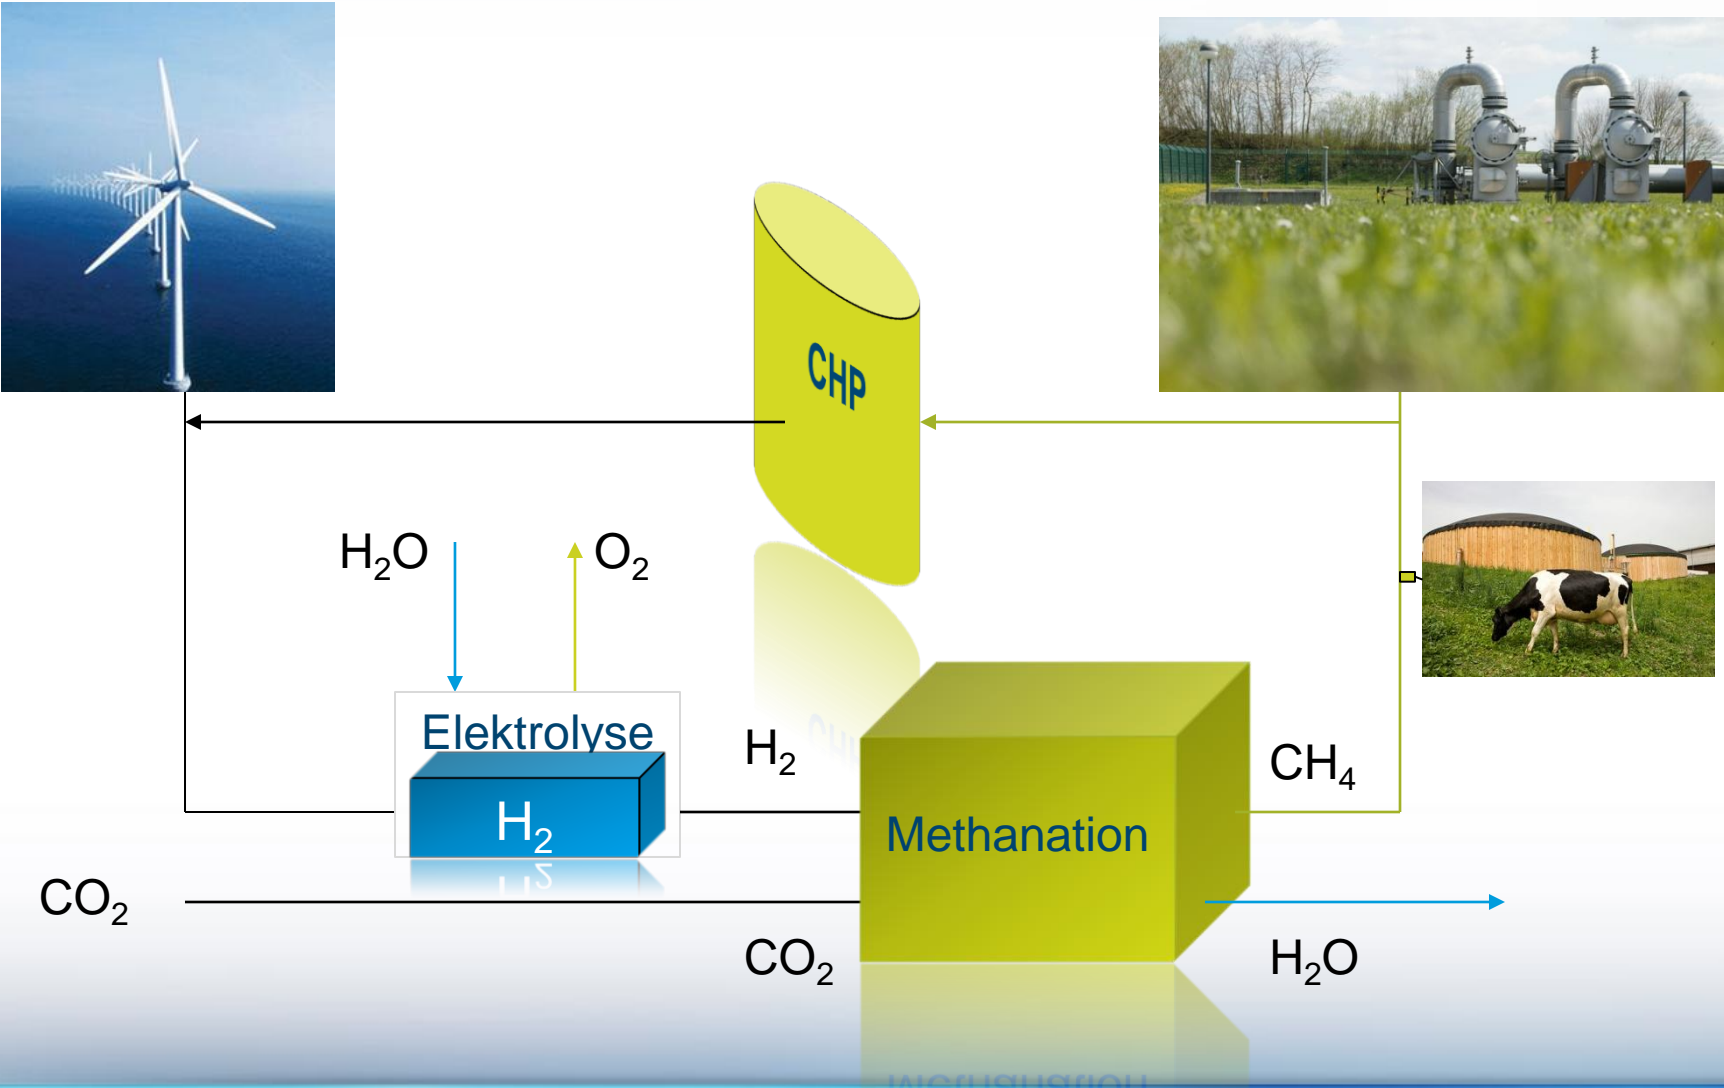 CHP
H₂O
O₂
Elektrolyse
H₂
H₂
CH₄
Methanation
CO₂
CO₂
H₂O